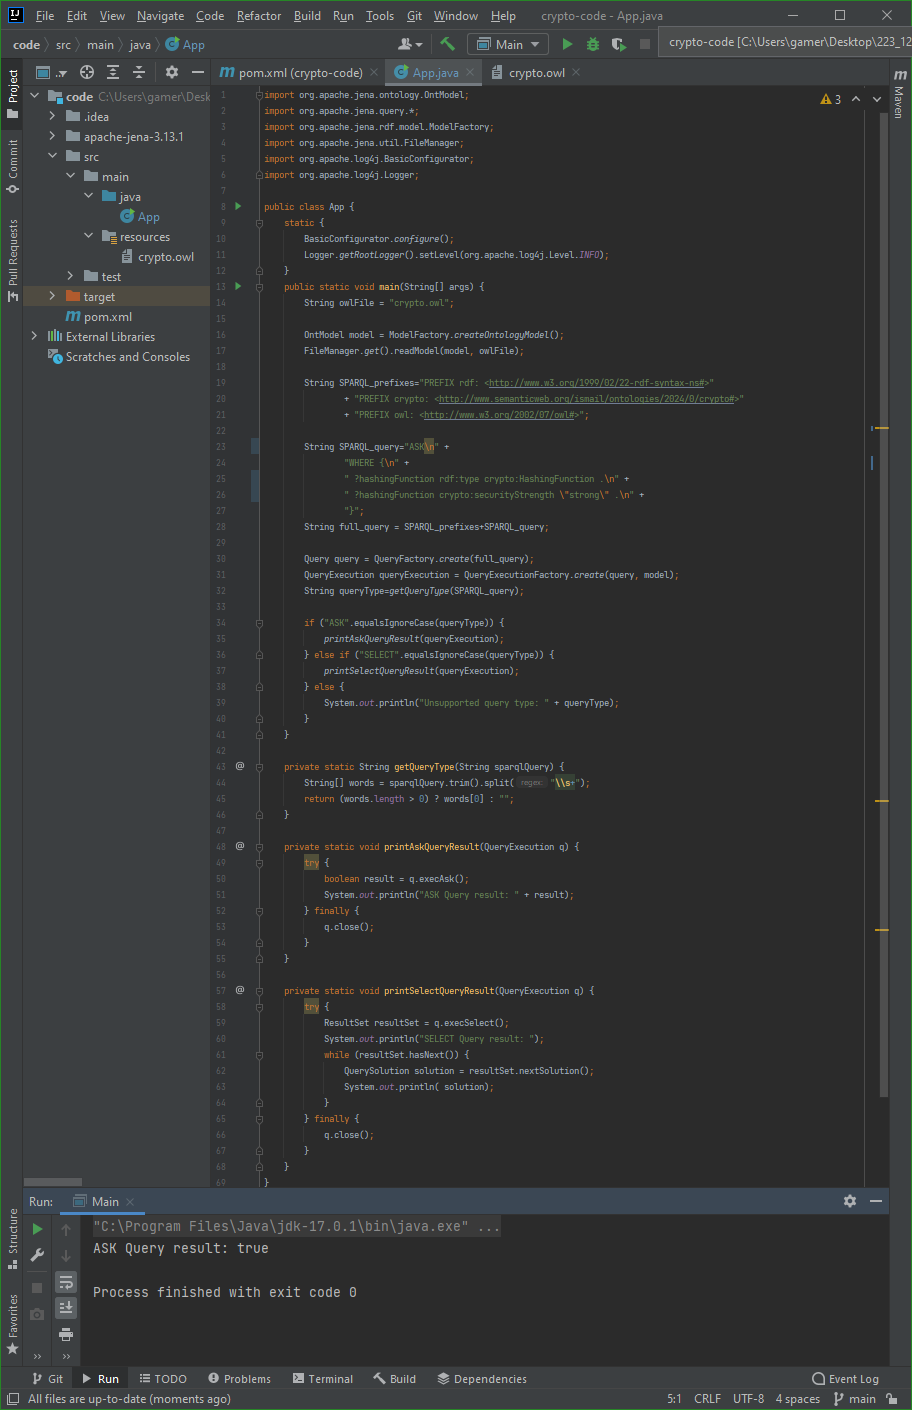 File Edit View Navigate Code Refactor Build Run Tools Git Window Help crypto-code - App.java
code src main java App Main crypto-code [C:\Users\gamer\Desktop\223_12
pom.xml (crypto-code) App.java crypto.owl
Project
Commit
Pull Requests
Structure
Favorites
Maven
code C:\Users\gamer\Desk
.idea
apache-jena-3.13.1
src
main
java
App
resources
crypto.owl
test
target
pom.xml
External Libraries
Scratches and Consoles
3
1 import org.apache.jena.ontology.OntModel;
2 import org.apache.jena.query.*;
3 import org.apache.jena.rdf.model.ModelFactory;
4 import org.apache.jena.util.FileManager;
5 import org.apache.log4j.BasicConfigurator;
6 import org.apache.log4j.Logger;
7
8 public class App {
9 static {
10 BasicConfigurator.configure();
11 Logger.getRootLogger().setLevel(org.apache.log4j.Level.INFO);
12 }
13 public static void main(String[] args) {
14 String owlFile = "crypto.owl";
15
16 OntModel model = ModelFactory.createOntologyModel();
17 FileManager.get().readModel(model, owlFile);
18
19 String SPARQL_prefixes="PREFIX rdf: <http://www.w3.org/1999/02/22-rdf-syntax-ns#>"
20 + "PREFIX crypto: <http://www.semanticweb.org/ismail/ontologies/2024/0/crypto#>"
21 + "PREFIX owl: <http://www.w3.org/2002/07/owl#>";
22
23 String SPARQL_query="ASK\n" +
24 "WHERE {\n" +
25 " ?hashingFunction rdf:type crypto:HashingFunction .\n" +
26 " ?hashingFunction crypto:securityStrength \"strong\" .\n" +
27 "}";
28 String full_query = SPARQL_prefixes+SPARQL_query;
29
30 Query query = QueryFactory.create(full_query);
31 QueryExecution queryExecution = QueryExecutionFactory.create(query, model);
32 String queryType=getQueryType(SPARQL_query);
33
34 if ("ASK".equalsIgnoreCase(queryType)) {
35 printAskQueryResult(queryExecution);
36 } else if ("SELECT".equalsIgnoreCase(queryType)) {
37 printSelectQueryResult(queryExecution);
38 } else {
39 System.out.println("Unsupported query type: " + queryType);
40 }
41 }
42
43 @ private static String getQueryType(String sparqlQuery) {
44 String[] words = sparqlQuery.trim().split( regex: "\\s+");
45 return (words.length > 0) ? words[0] : "";
46 }
47
48 @ private static void printAskQueryResult(QueryExecution q) {
49 try {
50 boolean result = q.execAsk();
51 System.out.println("ASK Query result: " + result);
52 } finally {
53 q.close();
54 }
55 }
56
57 @ private static void printSelectQueryResult(QueryExecution q) {
58 try {
59 ResultSet resultSet = q.execSelect();
60 System.out.println("SELECT Query result: ");
61 while (resultSet.hasNext()) {
62 QuerySolution solution = resultSet.nextSolution();
63 System.out.println( solution);
64 }
65 } finally {
66 q.close();
67 }
68 }
69 }
Run: Main
"C:\Program Files\Java\jdk-17.0.1\bin\java.exe" ...
ASK Query result: true
Process finished with exit code 0
Git Run TODO Problems Terminal Build Dependencies Event Log
All files are up-to-date (moments ago) 5:1 CRLF UTF-8 4 spaces main